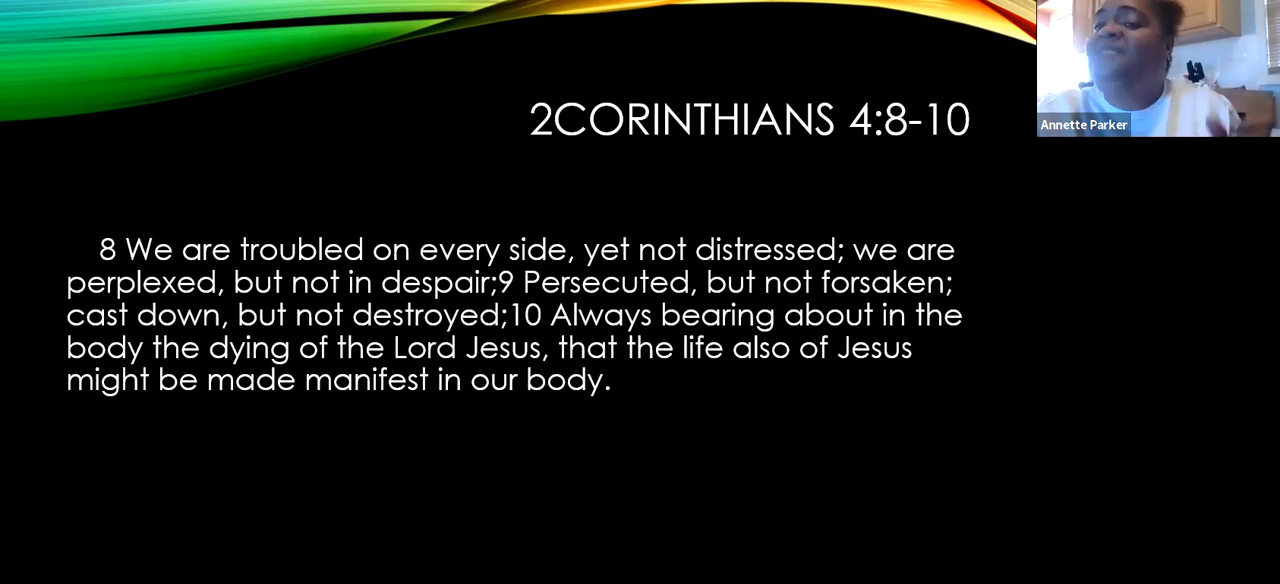 2CORINTHIANS 4:8-10
Annette Parker
8 We are troubled on every side, yet not distressed; we are
perplexed, but not in despair;9 Persecuted, but not forsaken;
cast down, but not destroyed;10 Always bearing about in the
body the dying of the Lord Jesus, that the life also of Jesus
might be made manifest in our body.